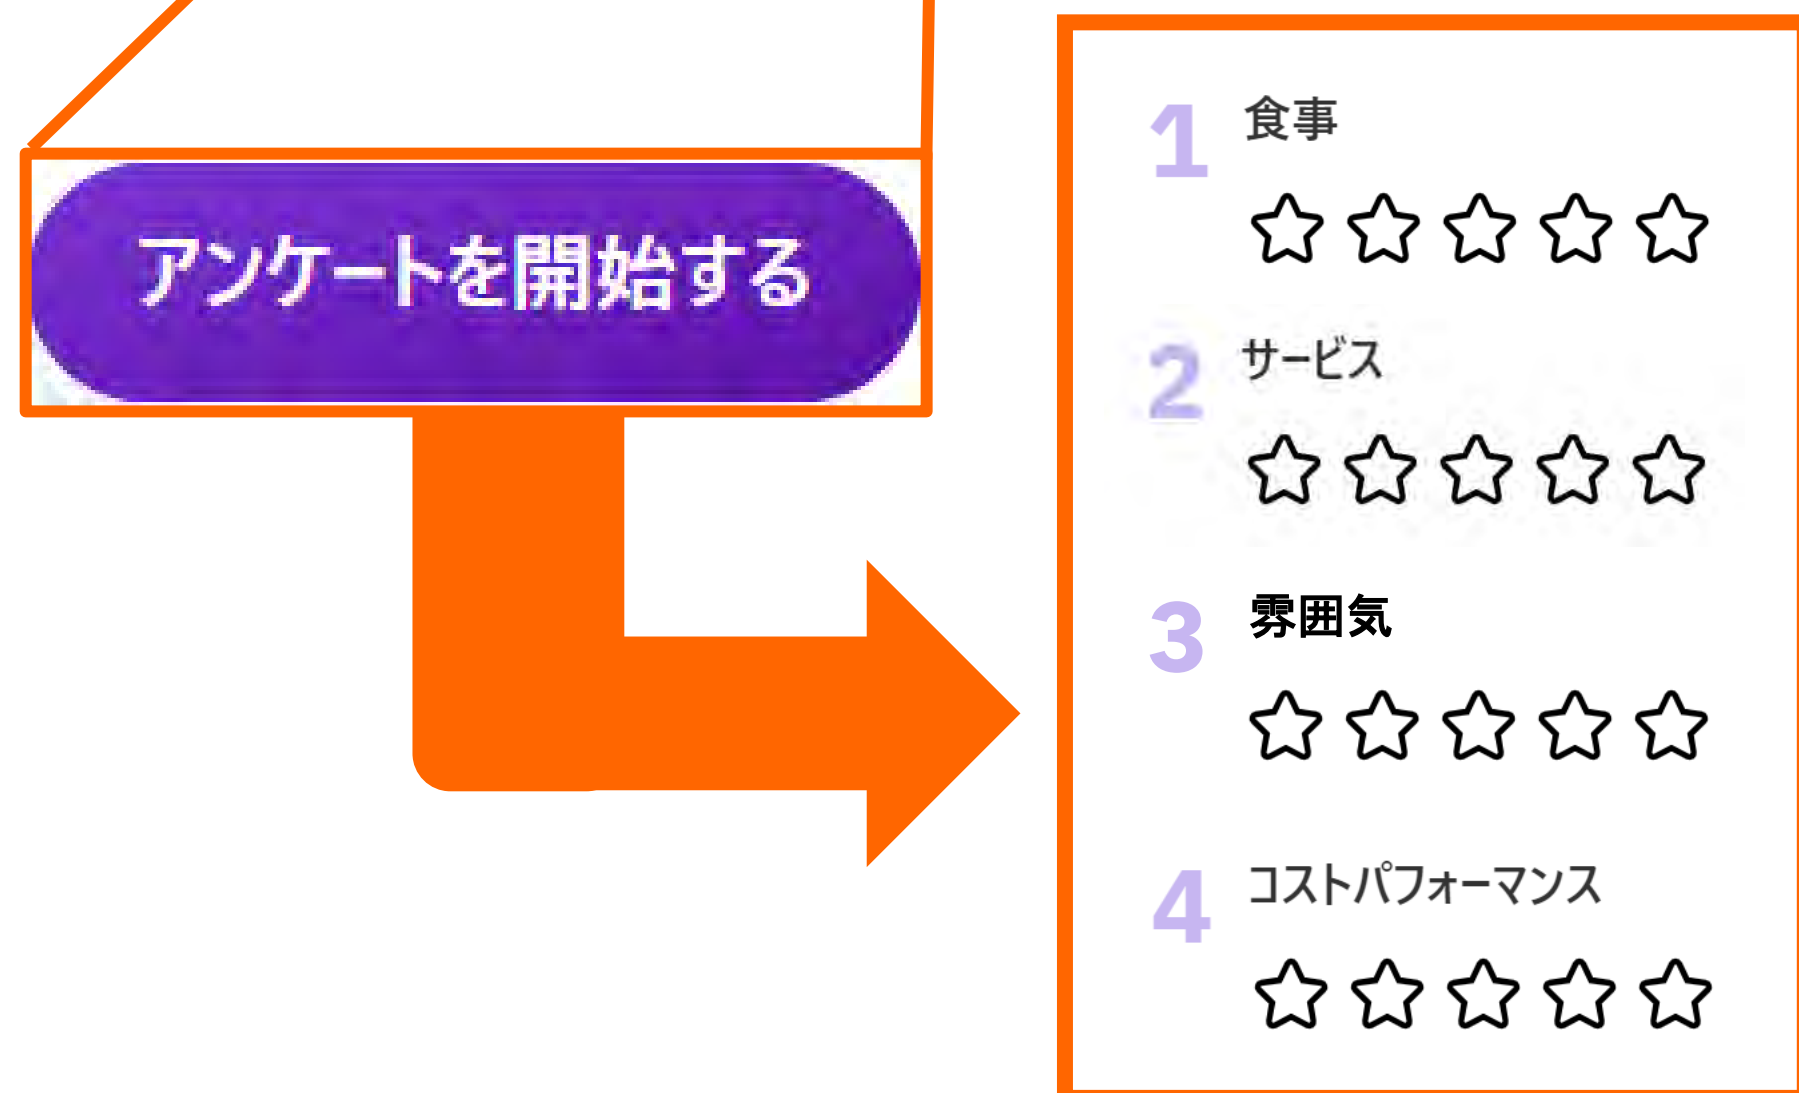 アンケートを開始する
1 食事
2 サービス
3 雰囲気
4 コストパフォーマンス